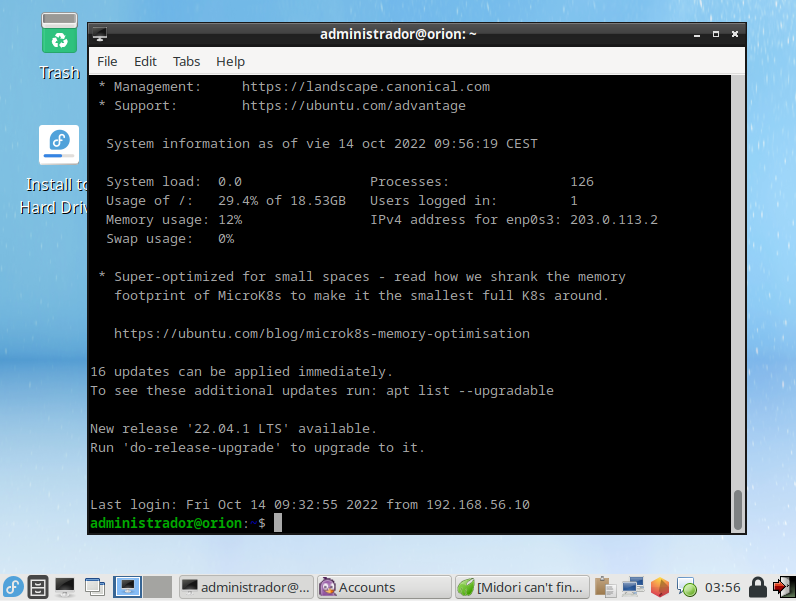 Trash
Install to
Hard Driv
administrador@orion: ~
File Edit Tabs Help
* Management: https://landscape.canonical.com
* Support: https://ubuntu.com/advantage
System information as of vie 14 oct 2022 09:56:19 CEST
System load: 0.0 Processes: 126
Usage of /: 29.4% of 18.53GB Users logged in: 1
Memory usage: 12% IPv4 address for enp0s3: 203.0.113.2
Swap usage: 0%
* Super-optimized for small spaces - read how we shrank the memory
footprint of MicroK8s to make it the smallest full K8s around.
https://ubuntu.com/blog/microk8s-memory-optimisation
16 updates can be applied immediately.
To see these additional updates run: apt list --upgradable
New release '22.04.1 LTS' available.
Run 'do-release-upgrade' to upgrade to it.
Last login: Fri Oct 14 09:32:55 2022 from 192.168.56.10
administrador@orion:~$
administrador@... Accounts [Midori can't fin... 03:56